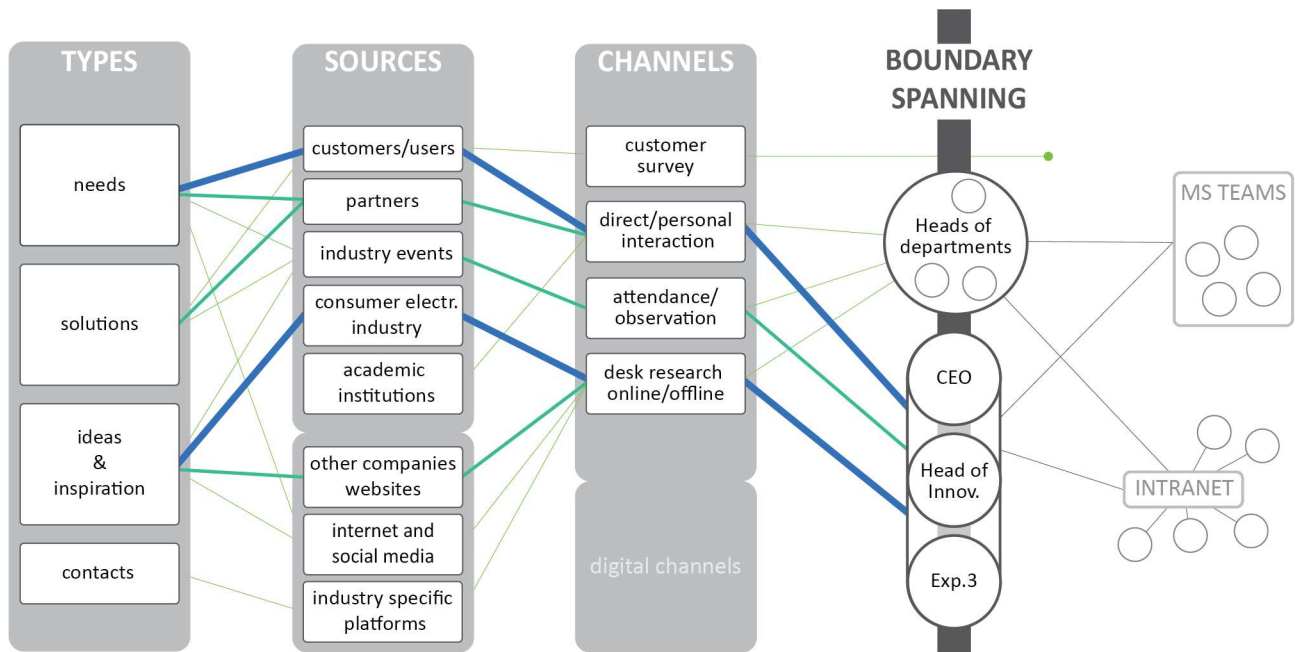 TYPES
needs
solutions
ideas
&
inspiration
contacts
SOURCES
customers/users
partners
industry events
consumer electr.
industry
academic
institutions
other companies
websites
internet and
social media
industry specific
platforms
CHANNELS
customer
survey
direct/personal
interaction
attendance/
observation
desk research
online/offline
digital channels
BOUNDARY
SPANNING
Heads of
departments
CEO
Head of
Innov.
Exp.3
MS TEAMS
INTRANET